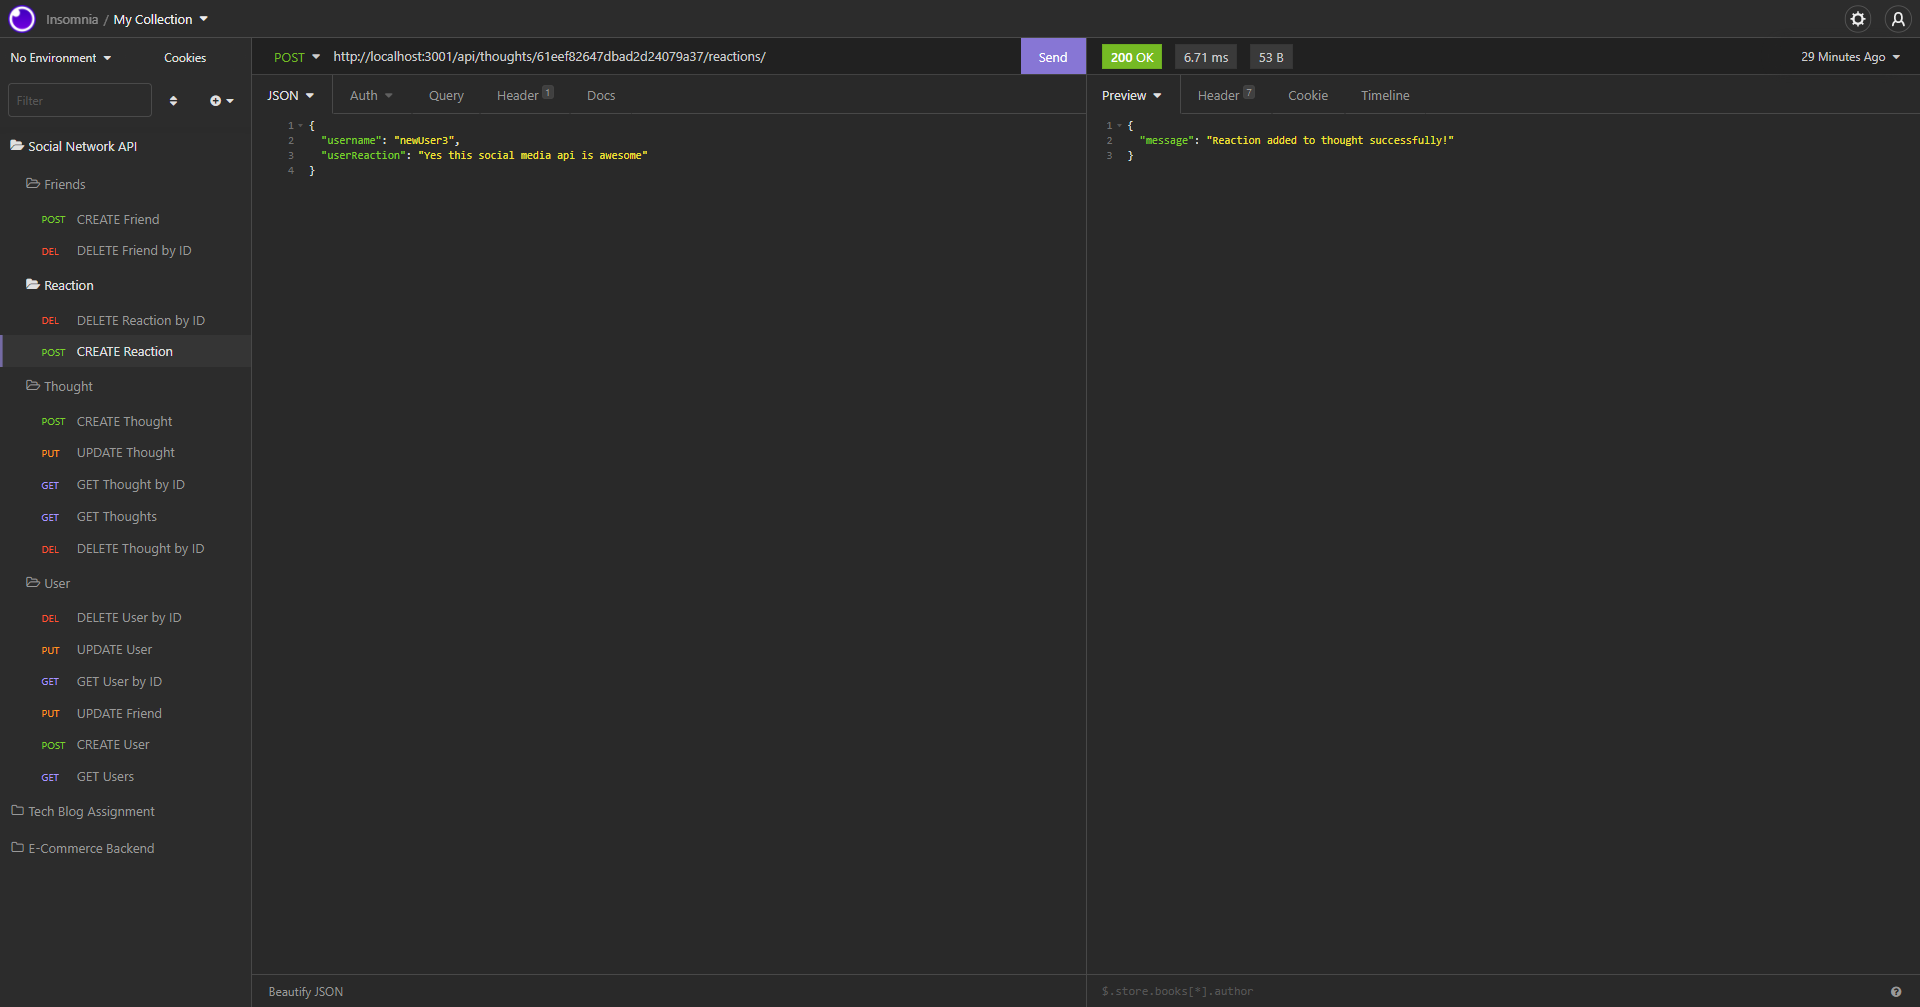 Insomnia / My Collection
No Environment
Cookies
Filter
Social Network API
Friends
POST CREATE Friend
DEL DELETE Friend by ID
Reaction
DEL DELETE Reaction by ID
POST CREATE Reaction
Thought
POST CREATE Thought
PUT UPDATE Thought
GET GET Thought by ID
GET GET Thoughts
DEL DELETE Thought by ID
User
DEL DELETE User by ID
PUT UPDATE User
GET GET User by ID
PUT UPDATE Friend
POST CREATE User
GET GET Users
Tech Blog Assignment
E-Commerce Backend
POST http://localhost:3001/api/thoughts/61eef82647dbad2d24079a37/reactions/ Send
JSON Auth Query Header 1 Docs
1 {
2 "username": "newUser3",
3 "userReaction": "Yes this social media api is awesome"
4 }
Beautify JSON
200 OK 6.71 ms 53 B 29 Minutes Ago
Preview Header 7 Cookie Timeline
1 {
2 "message": "Reaction added to thought successfully!"
3 }
$.store.books[*].author